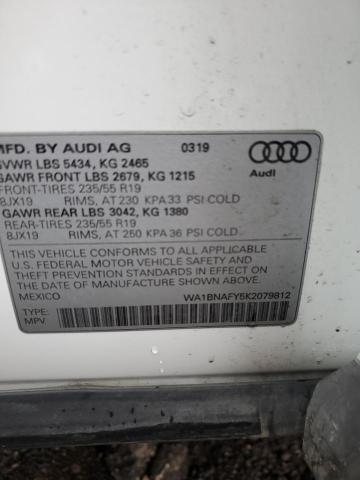 MFD. BY AUDI AG 0319
GVWR LBS 5434, KG 2465
GAWR FRONT LBS 2679, KG 1215
FRONT-TIRES 235/55 R19
8JX19 RIMS, AT 230 KPA 33 PSI COLD
GAWR REAR LBS 3042, KG 1380
REAR-TIRES 235/55 R19
8JX19 RIMS, AT 250 KPA 36 PSI COLD
Audi
THIS VEHICLE CONFORMS TO ALL APPLICABLE
U.S. FEDERAL MOTOR VEHICLE SAFETY AND
THEFT PREVENTION STANDARDS IN EFFECT ON
THE DATE OF MANUFACTURE SHOWN ABOVE.
MEXICO WA1BNAFY5K2079812
TYPE:
MPV